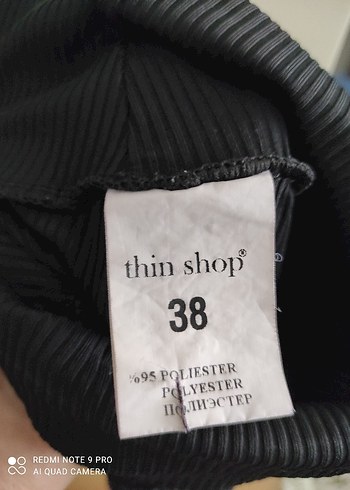 thin shop®
38
%95 POLIESTER
POLYESTER
ПОЛИЭСТЕР
REDMI NOTE 9 PRO
AI QUAD CAMERA